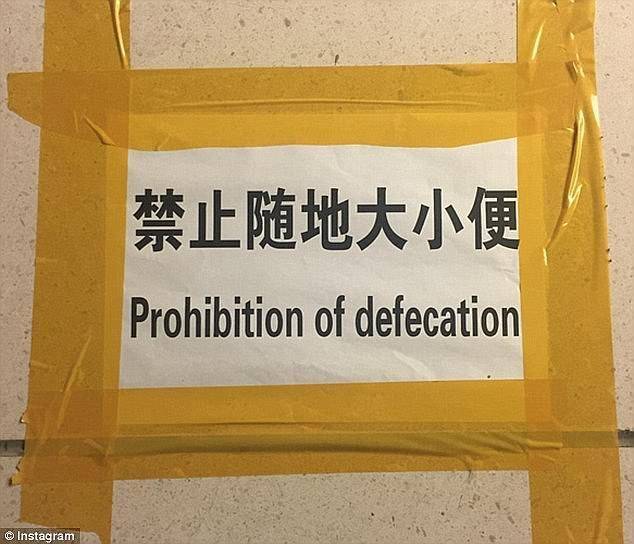 禁止随地大小便
Prohibition of defecation
© Instagram